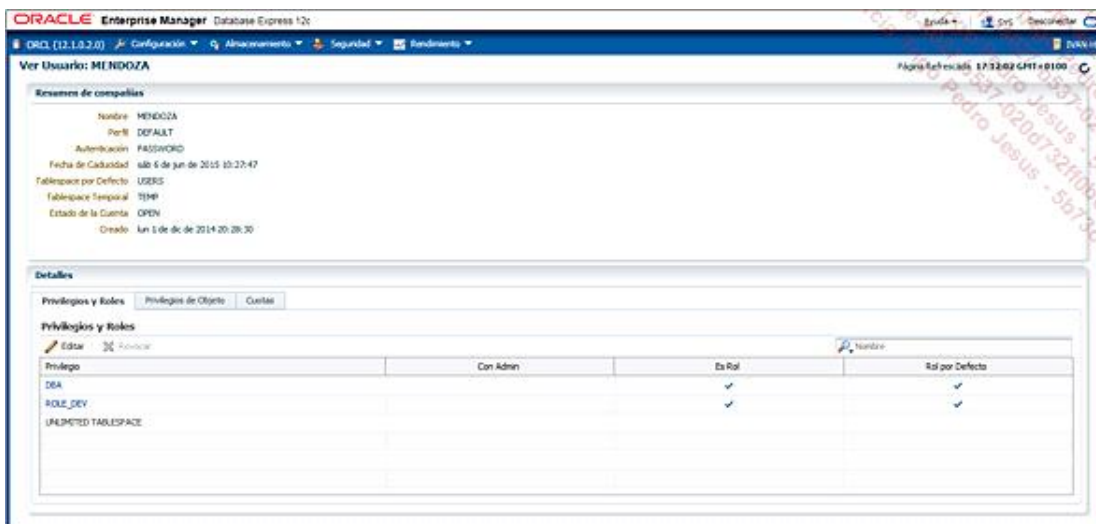 ORACLE Enterprise Manager Database Express 12c
Ayuda SYS Desconectar
ORCL (12.1.0.2.0) Configuración Almacenamiento Seguridad Rendimiento
Ver Usuario: MENDOZA
Página Refrescada 17:12:02 GMT+0100
Resumen de compañías
Nombre MENDOZA
Perfil DEFAULT
Autenticación PASSWORD
Fecha de Caducidad sáb 6 de jun de 2015 10:27:47
Tablespace por Defecto USERS
Tablespace Temporal TEMP
Estado de la Cuenta OPEN
Creado lun 1 de dic de 2014 20:28:30
Detalles
Privilegios y Roles Privilegios de Objeto Cuotas
Privilegios y Roles
Editar Revocar
Nombre
Privilegio Con Admin Es Rol Rol por Defecto
DBA
ROLE_DEV
UNLIMITED TABLESPACE
Pedro Jesus